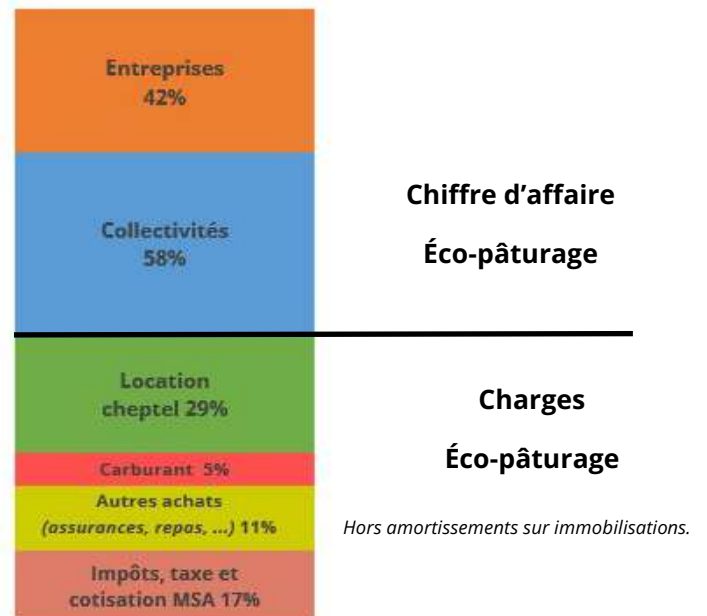 Entreprises
42%
Collectivités
58%
Chiffre d’affaire
Éco-pâturage
Location
cheptel 29%
Carburant 5%
Autres achats
(assurances, repas, ...) 11%
Impôts, taxe et
cotisation MSA 17%
Charges
Éco-pâturage
Hors amortissements sur immobilisations.